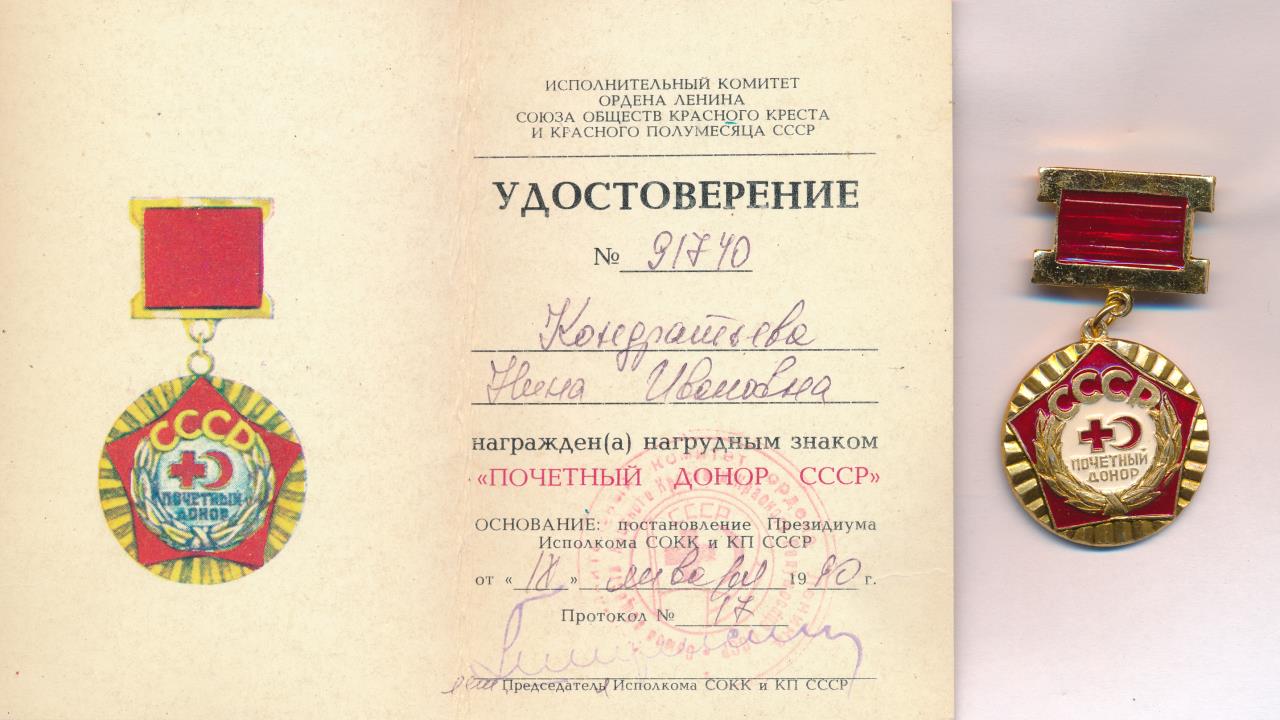 СССР
ПОЧЕТНЫЙ
ДОНОР
ИСПОЛНИТЕЛЬНЫЙ КОМИТЕТ
ОРДЕНА ЛЕНИНА
СОЮЗА ОБЩЕСТВ КРАСНОГО КРЕСТА
И КРАСНОГО ПОЛУМЕСЯЦА СССР
УДОСТОВЕРЕНИЕ
№ 91740
Кондратьева
Нина Ивановна
награжден(а) нагрудным знаком
"ПОЧЕТНЫЙ ДОНОР СССР"
ОСНОВАНИЕ: постановление Президиума
Исполкома СОКК и КП СССР
от « » января 1990 г.
Протокол № 17
Председатель Исполкома СОКК и КП СССР
СССР
ПОЧЕТНЫЙ
ДОНОР